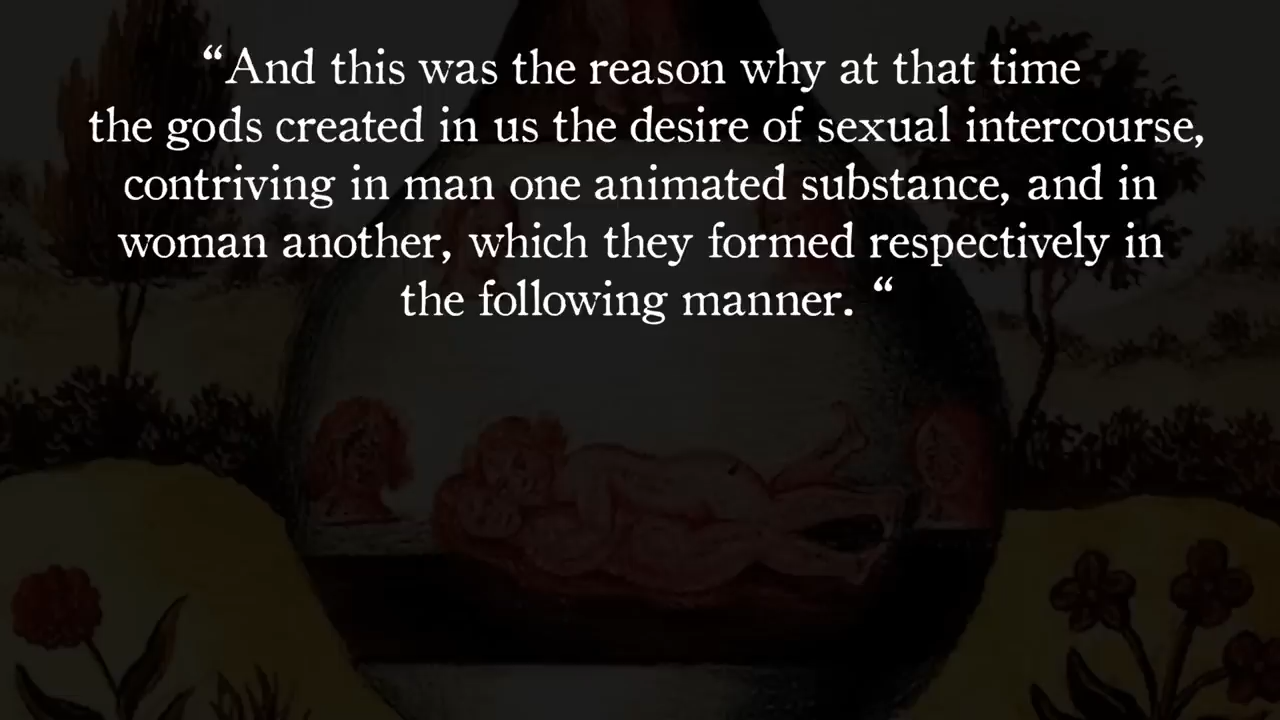 “And this was the reason why at that time
the gods created in us the desire of sexual intercourse,
contriving in man one animated substance, and in
woman another, which they formed respectively in
the following manner. “